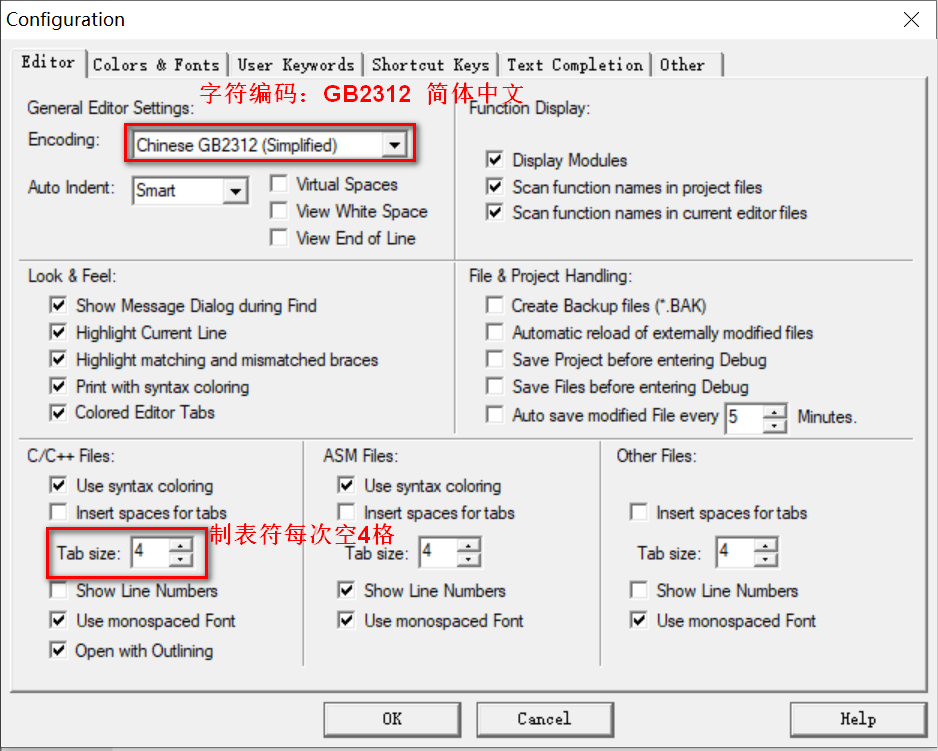 Configuration
Editor Colors & Fonts User Keywords Shortcut Keys Text Completion Other
字符编码：GB2312 简体中文
General Editor Settings:
Encoding: Chinese GB2312 (Simplified)
Auto Indent: Smart
Virtual Spaces
View White Space
View End of Line
Function Display:
Display Modules
Scan function names in project files
Scan function names in current editor files
Look & Feel:
Show Message Dialog during Find
Highlight Current Line
Highlight matching and mismatched braces
Print with syntax coloring
Colored Editor Tabs
File & Project Handling:
Create Backup files (*.BAK)
Automatic reload of externally modified files
Save Project before entering Debug
Save Files before entering Debug
Auto save modified File every 5 Minutes.
C/C++ Files:
Use syntax coloring
Insert spaces for tabs
制表符每次空4格
Tab size: 4
Show Line Numbers
Use monospaced Font
Open with Outlining
ASM Files:
Use syntax coloring
Insert spaces for tabs
Tab size: 4
Show Line Numbers
Use monospaced Font
Other Files:
Insert spaces for tabs
Tab size: 4
Show Line Numbers
Use monospaced Font
OK Cancel Help